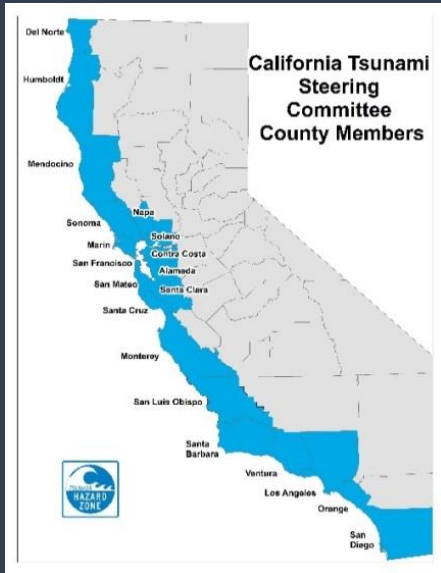 California Tsunami
Steering
Committee
County Members
Del Norte
Humboldt
Mendocino
Napa
Sonoma
Solano
Marin
Contra Costa
San Francisco
Alameda
San Mateo
Santa Clara
Santa Cruz
Monterey
San Luis Obispo
Santa
Barbara
Ventura
Los Angeles
Orange
San
Diego
HAZARD
ZONE